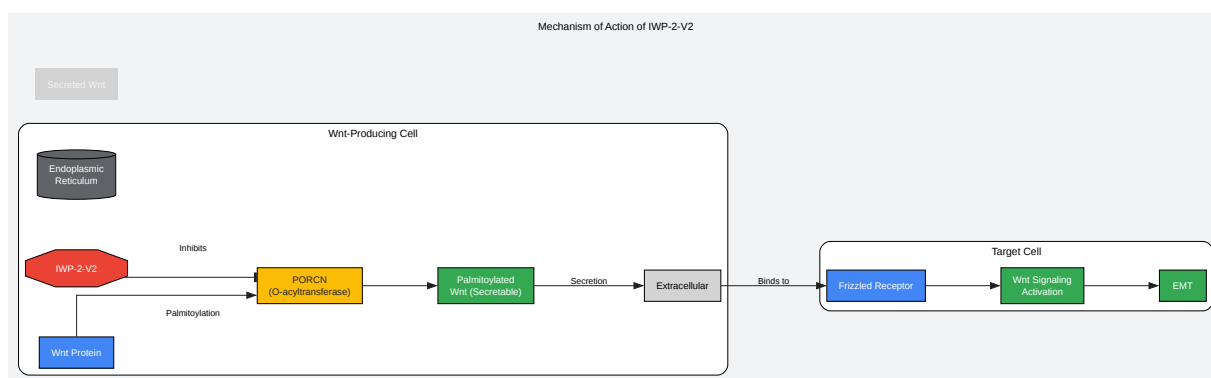 Mechanism of Action of IWP-2-V2
Secreted Wnt
Wnt-Producing Cell
Endoplasmic
Reticulum
Inhibits
IWP-2-V2
PORCN
(O-acyltransferase)
Palmitoylation
Wnt Protein
Palmitoylated
Wnt (Secretable)
Secretion
Extracellular
Binds to
Target Cell
Frizzled Receptor
Wnt Signaling
Activation
EMT